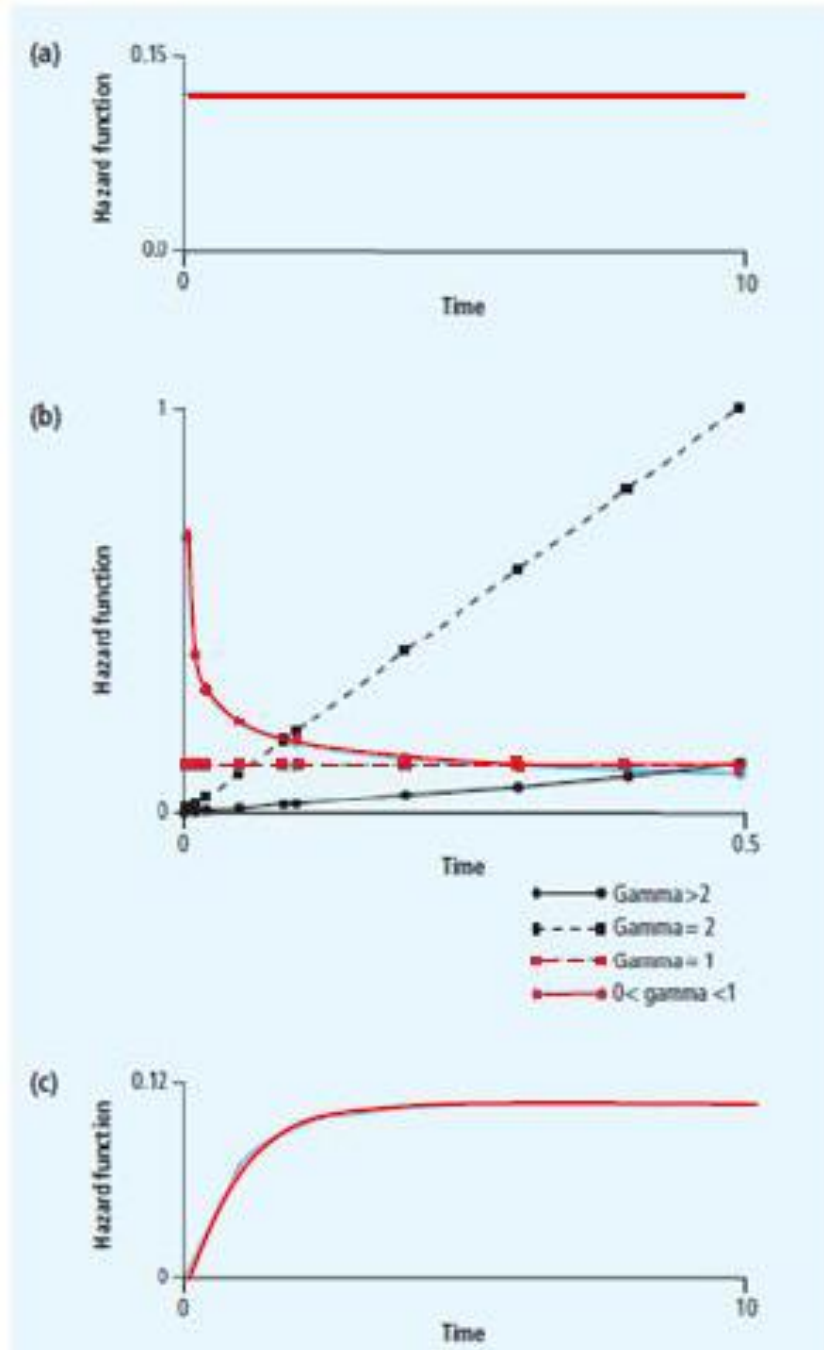 (a)
0.15
Hazard function
0.0
0
10
Time
(b)
1
Hazard function
0
0
0.5
Time
Gamma >2
Gamma = 2
Gamma = 1
0< gamma <1
(c)
0.12
Hazard function
0
0
10
Time